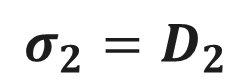 σ₂ = D₂